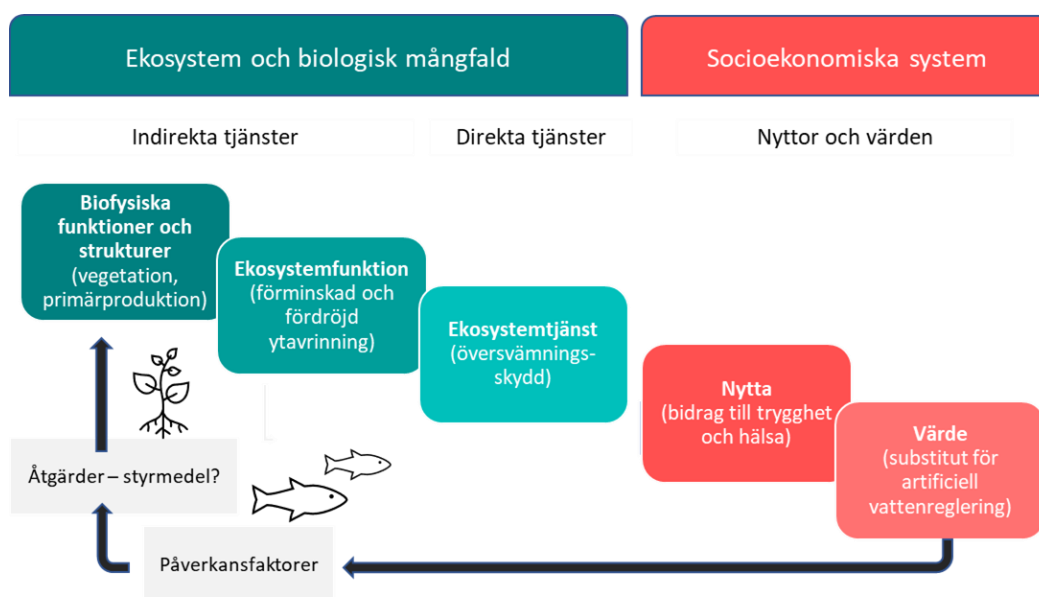 Ekosystem och biologisk mångfald
Socioekonomiska system
Indirekta tjänster
Direkta tjänster
Nyttor och värden
Biofysiska
funktioner och
strukturer
(vegetation,
primärproduktion)
Ekosystemfunktion
(förminskad och
fördröjd
ytavrinning)
Ekosystemtjänst
(översvämnings-
skydd)
Nytta
(bidrag till trygghet
och hälsa)
Värde
(substitut för
artificiell
vattenreglering)
Åtgärder – styrmedel?
Påverkansfaktorer